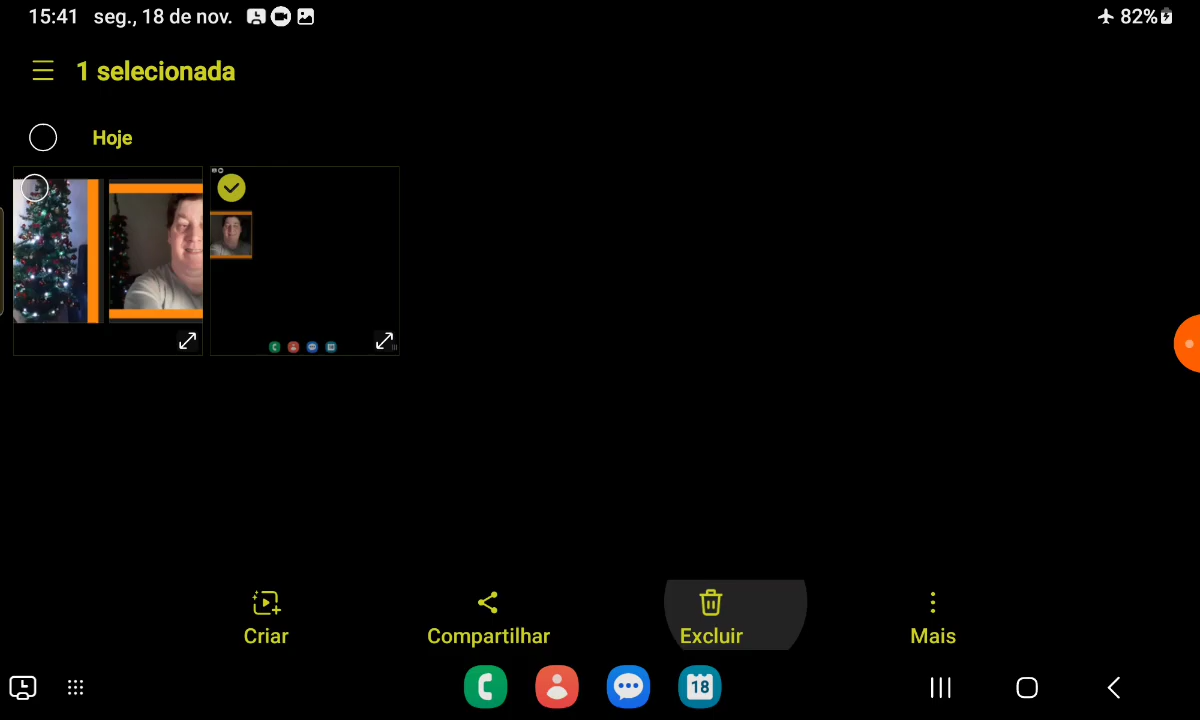 15:41 seg., 18 de nov. 82%
1 selecionada
Hoje
Criar
Compartilhar
Excluir
Mais
18